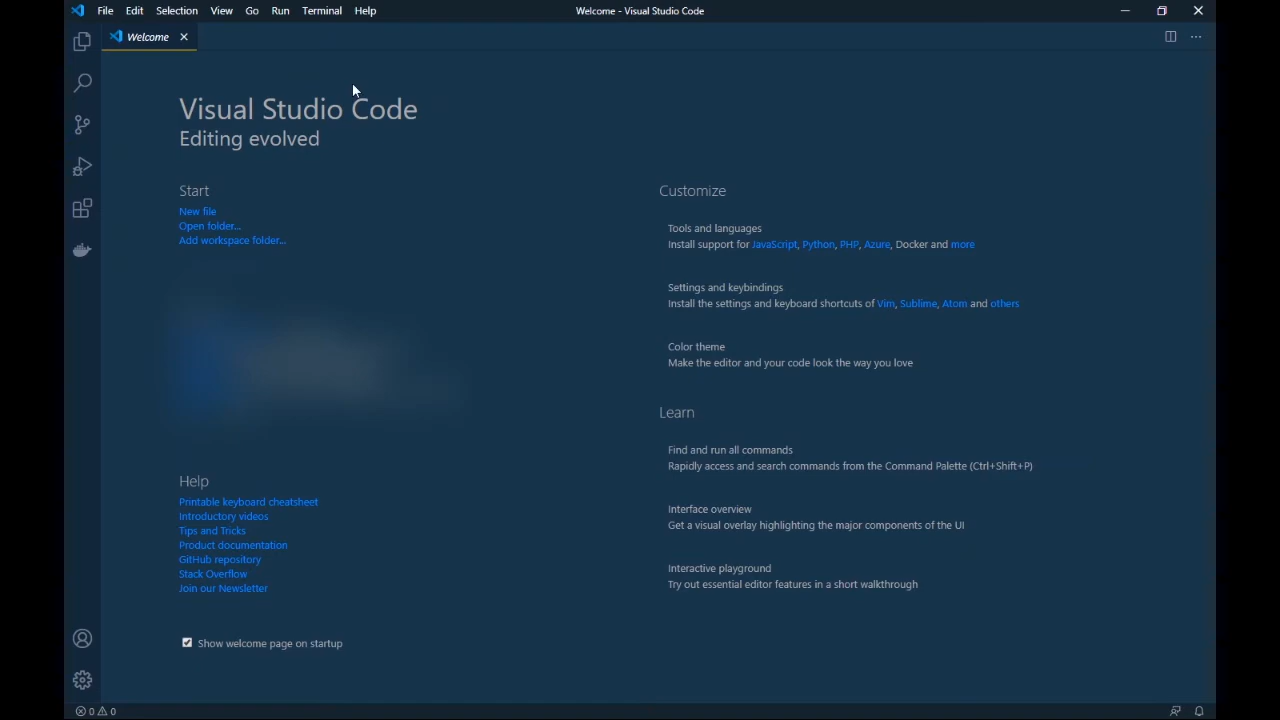 File Edit Selection View Go Run Terminal Help
Welcome - Visual Studio Code
Welcome
Visual Studio Code
Editing evolved
Start
New file
Open folder...
Add workspace folder...
Help
Printable keyboard cheatsheet
Introductory videos
Tips and Tricks
Product documentation
GitHub repository
Stack Overflow
Join our Newsletter
Show welcome page on startup
Customize
Tools and languages
Install support for JavaScript, Python, PHP, Azure, Docker and more
Settings and keybindings
Install the settings and keyboard shortcuts of Vim, Sublime, Atom and others
Color theme
Make the editor and your code look the way you love
Learn
Find and run all commands
Rapidly access and search commands from the Command Palette (Ctrl+Shift+P)
Interface overview
Get a visual overlay highlighting the major components of the UI
Interactive playground
Try out essential editor features in a short walkthrough
0 0